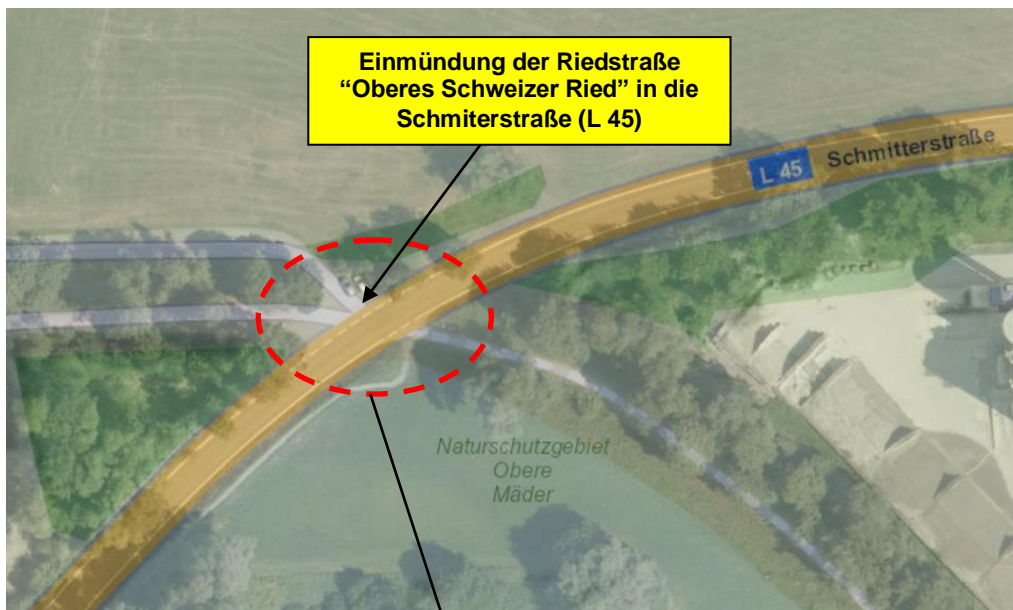 Einmündung der Riedstraße
“Oberes Schweizer Ried” in die
Schmiterstraße (L 45)
L 45 Schmitterstraße
Naturschutzgebiet
Obere
Mäder